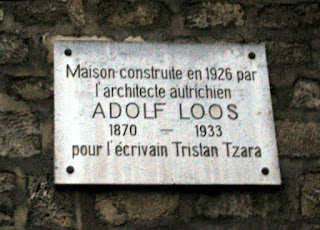 Maison construite en 1926 par
l'architecte autrichien
ADOLF LOOS
1870 — 1933
pour l'écrivain Tristan Tzara